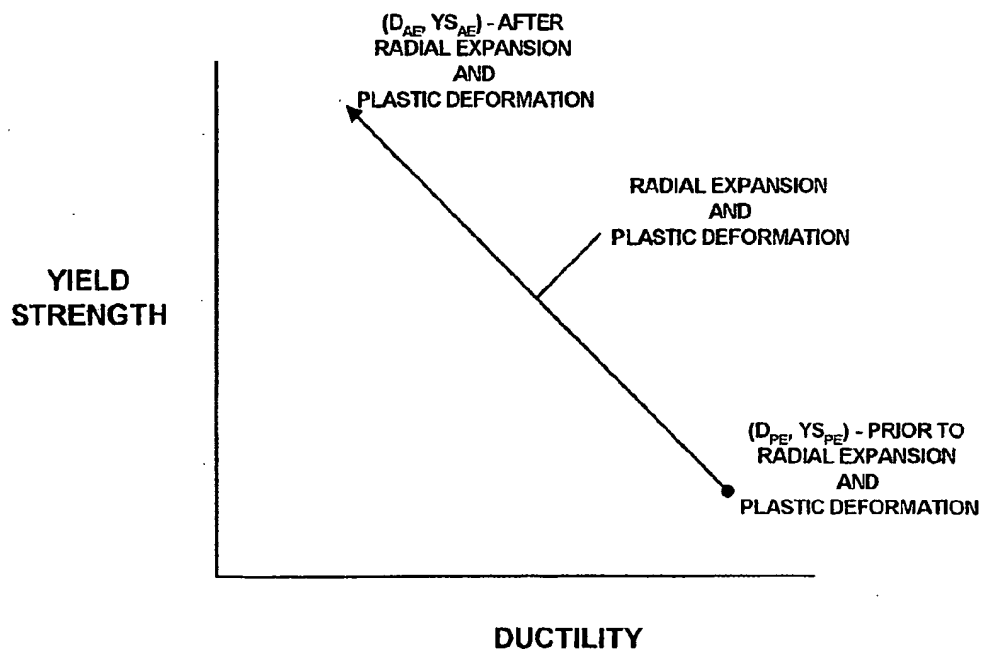 (D_AE, YS_AE) - AFTER
RADIAL EXPANSION
AND
PLASTIC DEFORMATION
RADIAL EXPANSION
AND
PLASTIC DEFORMATION
YIELD
STRENGTH
(D_PE, YS_PE) - PRIOR TO
RADIAL EXPANSION
AND
PLASTIC DEFORMATION
DUCTILITY